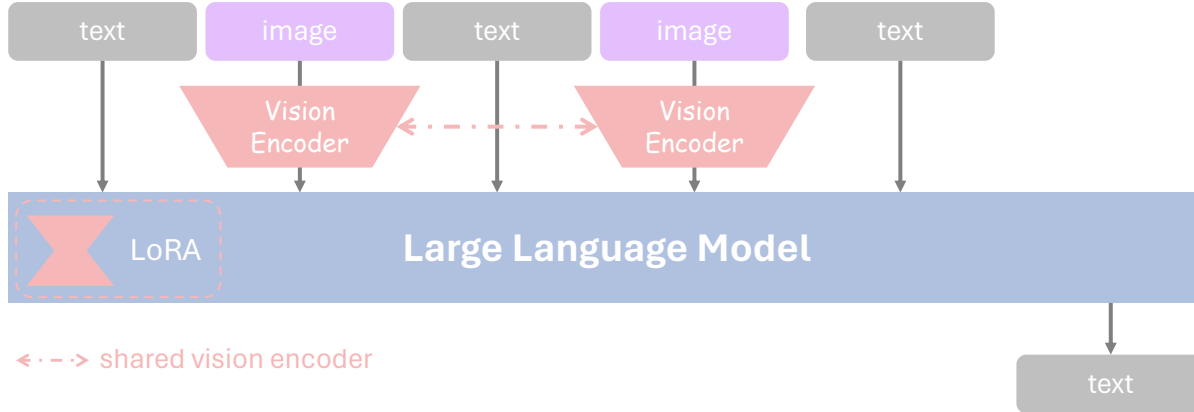 text
image
text
image
text
Vision
Encoder
Vision
Encoder
LoRA
Large Language Model
shared vision encoder
text